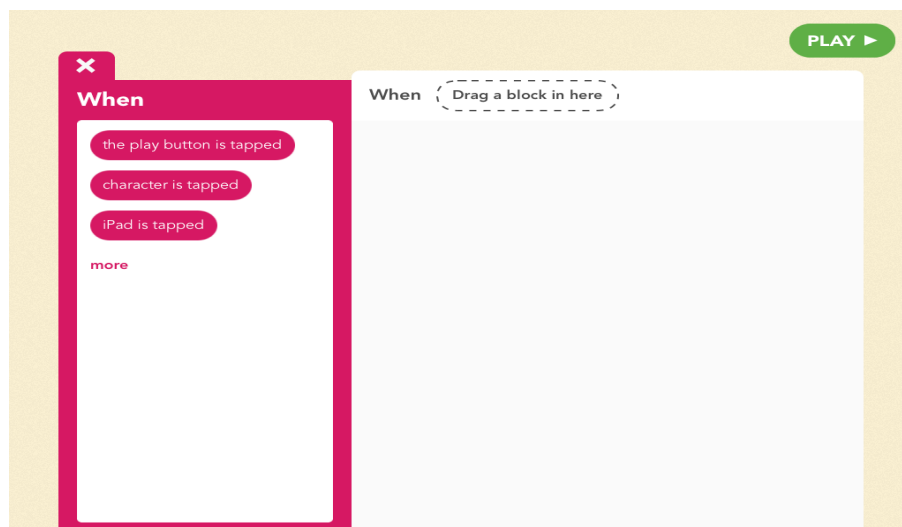 PLAY
When
the play button is tapped
character is tapped
iPad is tapped
more
When Drag a block in here